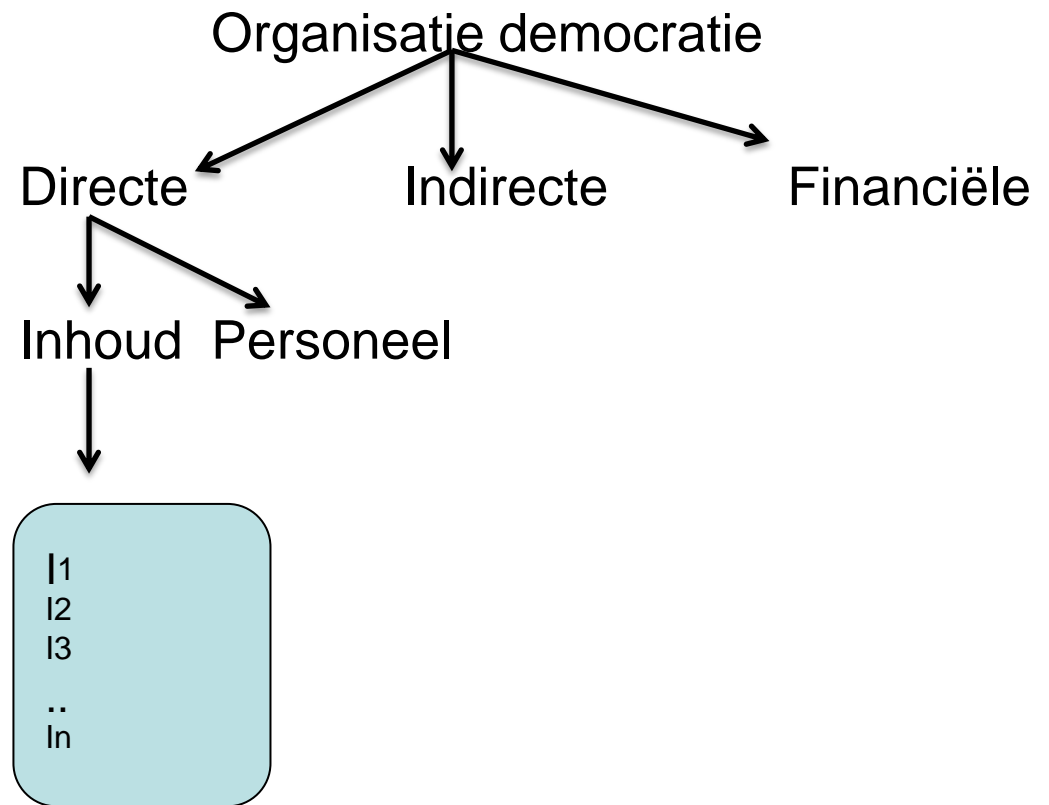 Organisatie democratie
Directe Indirecte Financiële
Inhoud Personeel
I1
I2
I3
..
In